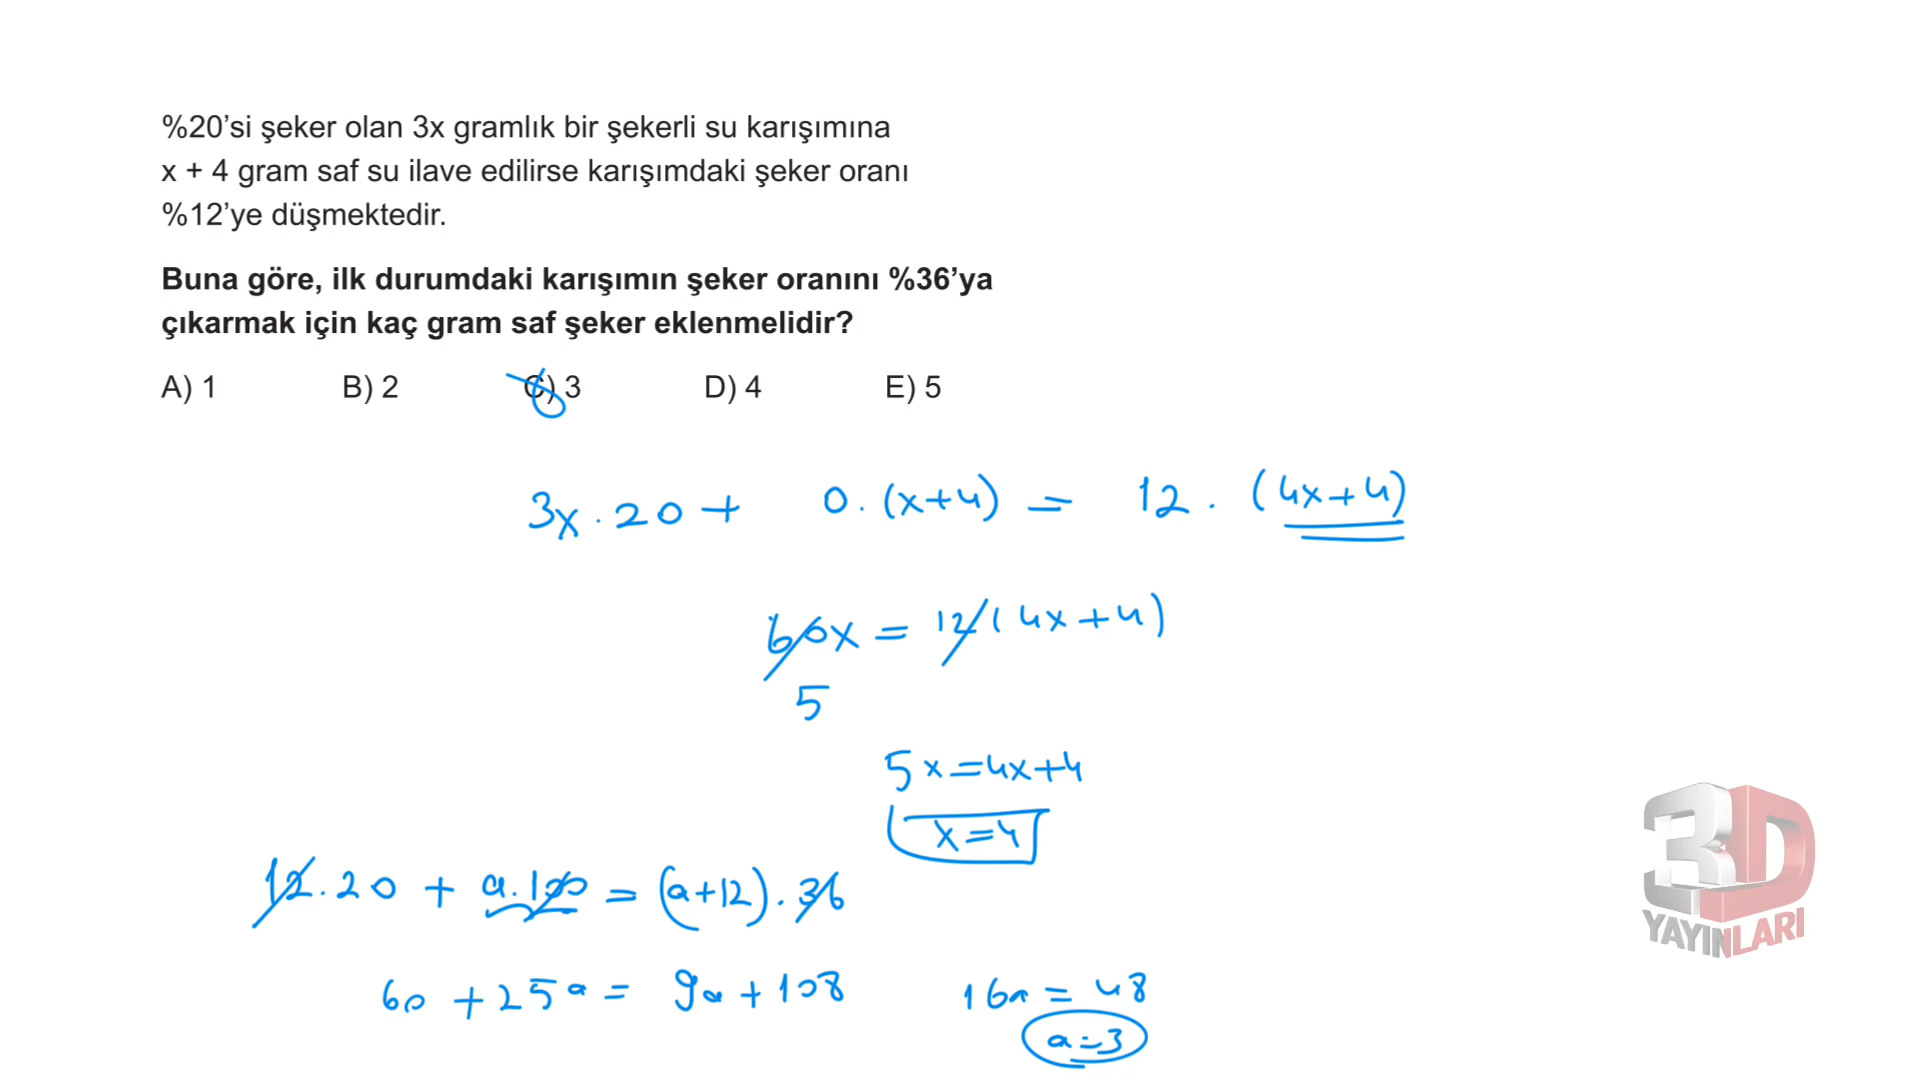 %20’si şeker olan 3x gramlık bir şekerli su karışımına
x + 4 gram saf su ilave edilirse karışımdaki şeker oranı
%12’ye düşmektedir.
Buna göre, ilk durumdaki karışımın şeker oranını %36’ya
çıkarmak için kaç gram saf şeker eklenmelidir?
A) 1 B) 2 C) 3 D) 4 E) 5
3x . 20 + 0 . (x+4) = 12 . (4x+4)
60x = 12(4x+4)
5
5x=4x+4
x=4
12.20 + a.100 = (a+12).36
60 + 25a = 9a + 108 16a = 48
a=3
3D
YAYINLARI